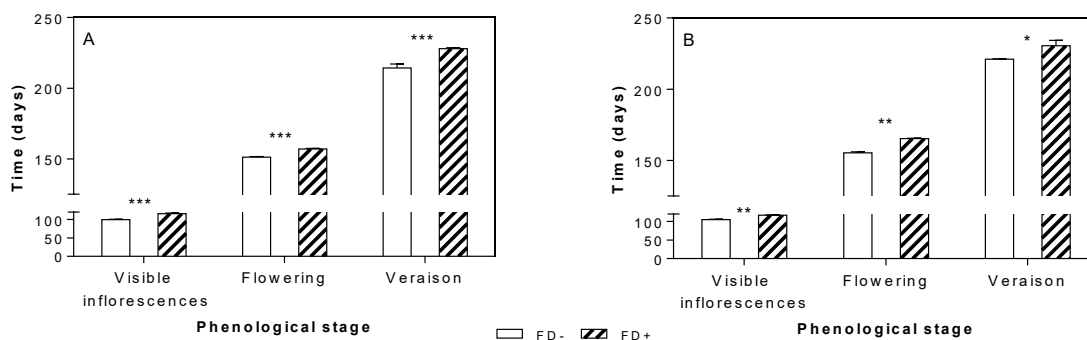 A
Time (days)
250
200
150
100
50
0
***
***
***
Visible
inflorescences
Flowering
Veraison
Phenological stage
B
Time (days)
250
200
150
100
50
0
**
**
*
Visible
inflorescences
Flowering
Veraison
Phenological stage
FD- FD+